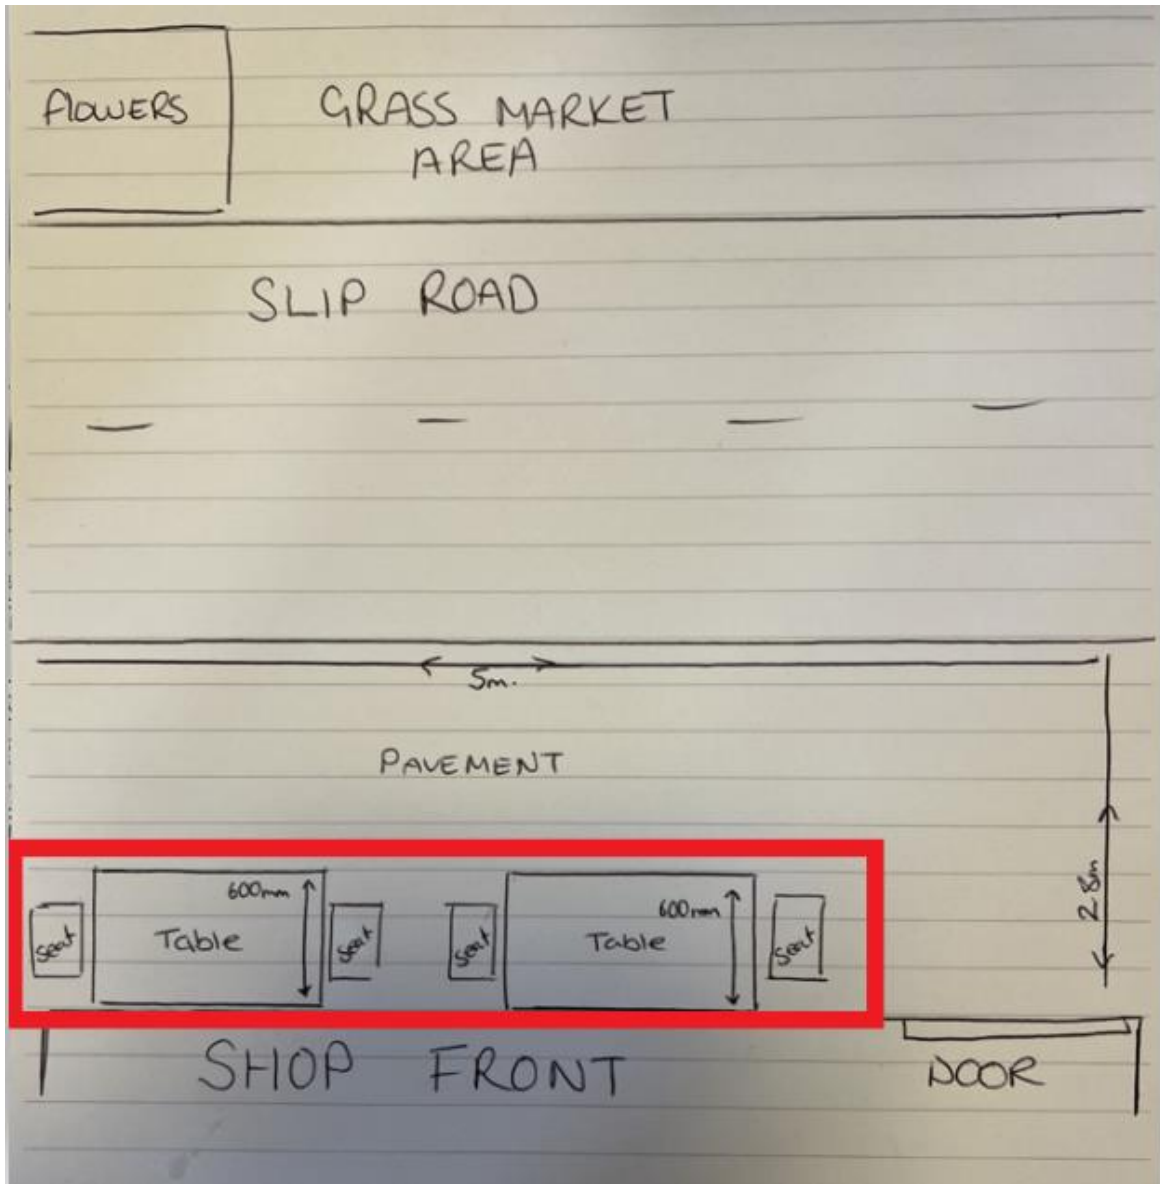 FLOWERS
GRASS MARKET
AREA
SLIP ROAD
5m.
PAVEMENT
2.8m
600mm
600mm
Seat
Table
Seat
Seat
Table
Seat
SHOP FRONT
DOOR